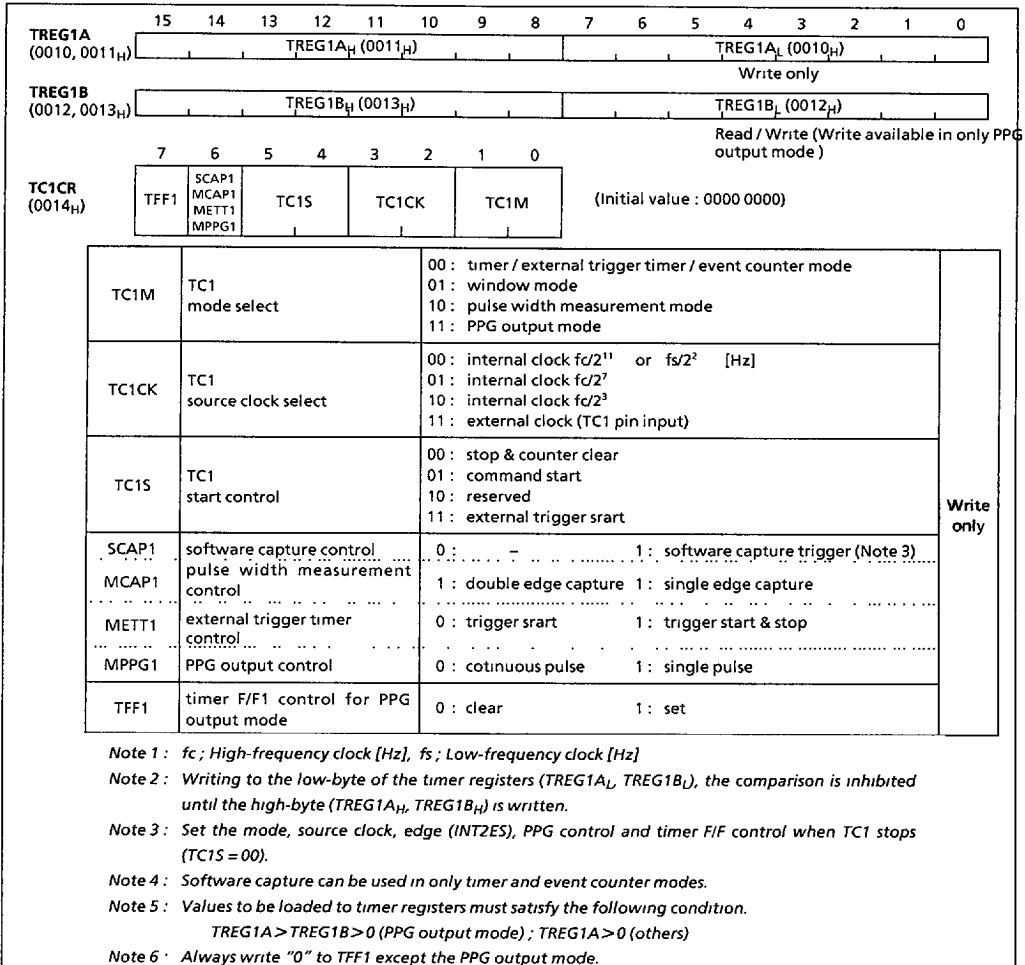 15 14 13 12 11 10 9 8 7 6 5 4 3 2 1 0
TREG1A
(0010, 0011H)
TREG1AH (0011H) TREG1AL (0010H)
Write only
TREG1B
(0012, 0013H)
TREG1BH (0013H) TREG1BL (0012H)
Read / Write (Write available in only PPG
output mode )
7 6 5 4 3 2 1 0
TC1CR
(0014H)
TFF1 SCAP1 MCAP1 METT1 MPPG1 TC1S TC1CK TC1M (Initial value : 0000 0000)
TC1M TC1 mode select
00 : timer / external trigger timer / event counter mode
01 : window mode
10 : pulse width measurement mode
11 : PPG output mode
TC1CK TC1 source clock select
00 : internal clock fc/2¹¹ or fs/2² [Hz]
01 : internal clock fc/2⁷
10 : internal clock fc/2³
11 : external clock (TC1 pin input)
TC1S TC1 start control
00 : stop & counter clear
01 : command start
10 : reserved
11 : external trigger srart
Write only
SCAP1 software capture control 0 : – 1 : software capture trigger (Note 3)
MCAP1 pulse width measurement control 1 : double edge capture 1 : single edge capture
METT1 external trigger timer control 0 : trigger srart 1 : trigger start & stop
MPPG1 PPG output control 0 : cotinuous pulse 1 : single pulse
TFF1 timer F/F1 control for PPG output mode 0 : clear 1 : set
Note 1 : fc ; High-frequency clock [Hz], fs ; Low-frequency clock [Hz]
Note 2 : Writing to the low-byte of the timer registers (TREG1AL, TREG1BL), the comparison is inhibited
until the high-byte (TREG1AH, TREG1BH) is written.
Note 3 : Set the mode, source clock, edge (INT2ES), PPG control and timer F/F control when TC1 stops
(TC1S = 00).
Note 4 : Software capture can be used in only timer and event counter modes.
Note 5 : Values to be loaded to timer registers must satisfy the following condition.
TREG1A > TREG1B > 0 (PPG output mode) ; TREG1A > 0 (others)
Note 6 · Always write "0" to TFF1 except the PPG output mode.